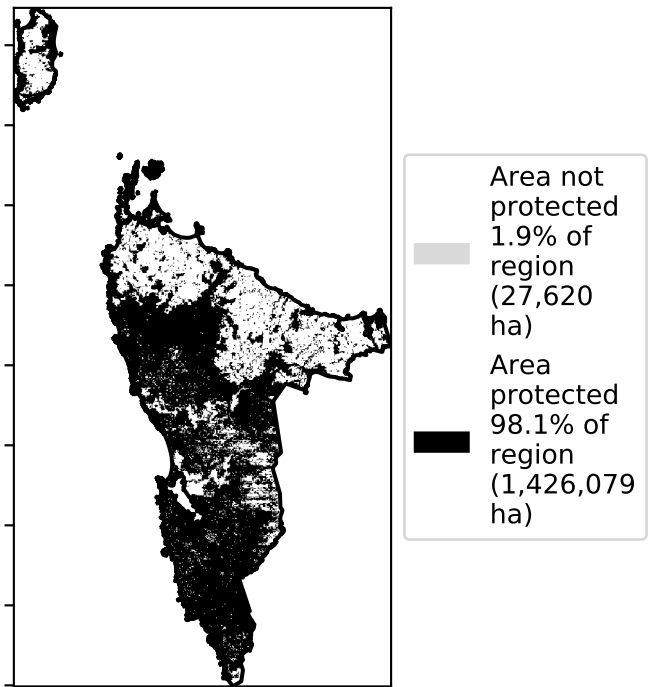 Area not
protected
1.9% of
region
(27,620
ha)
Area
protected
98.1% of
region
(1,426,079
ha)